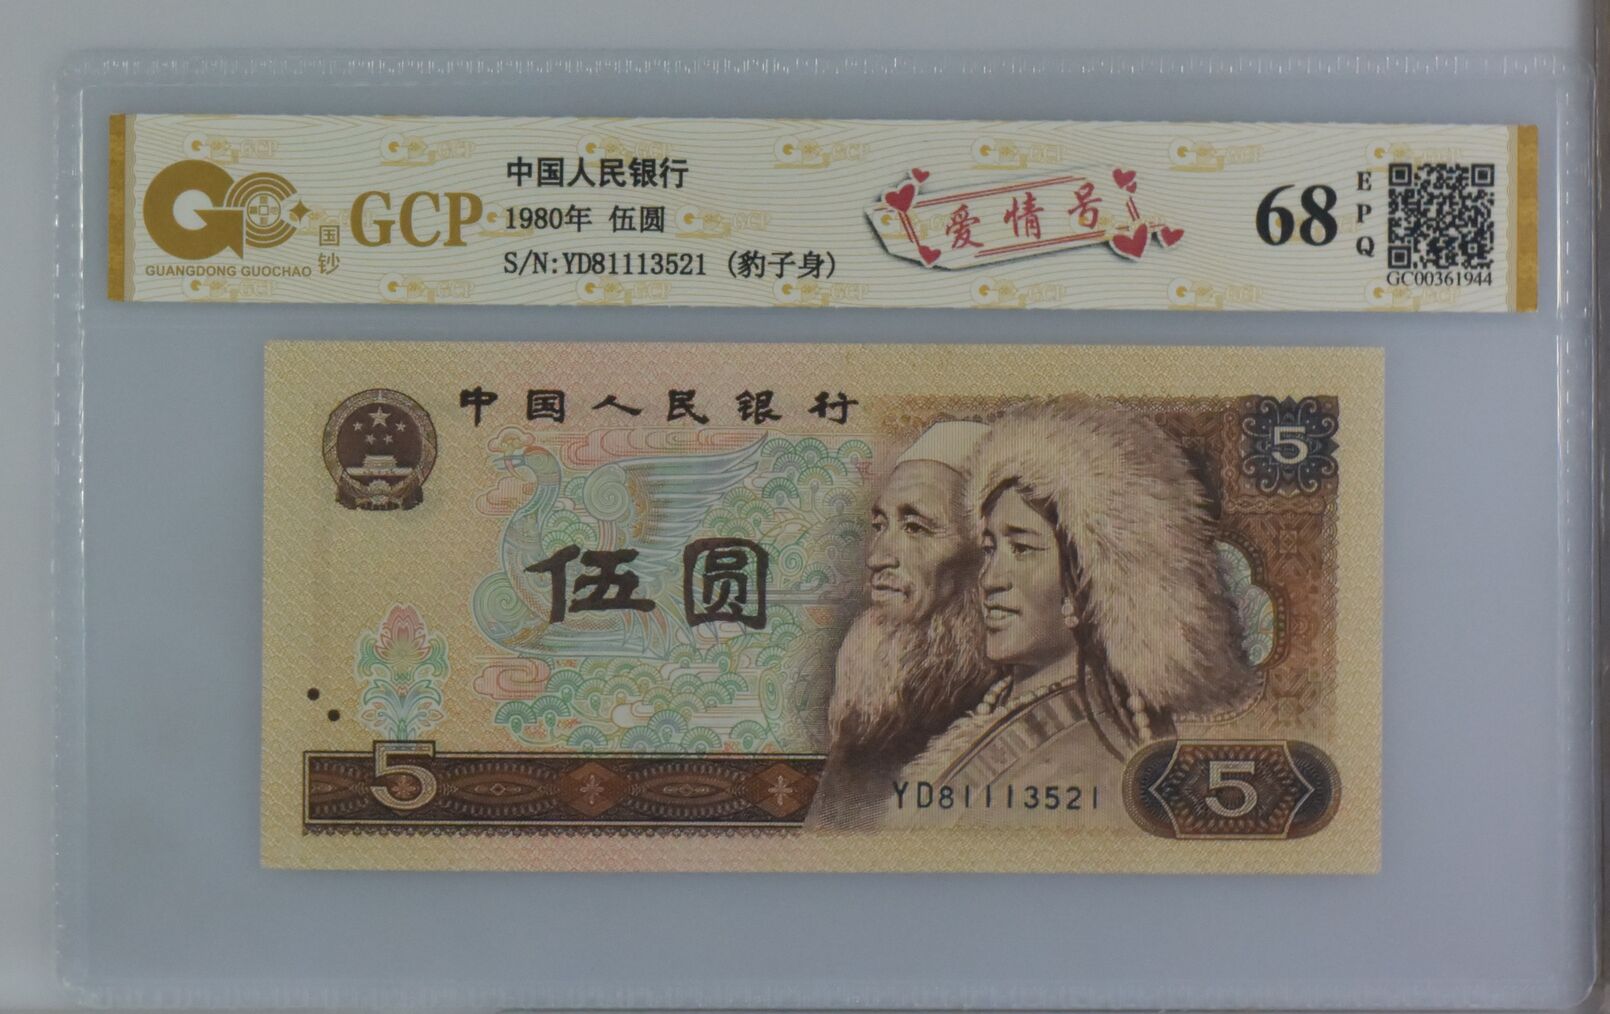 GCP
GUANGDONG GUOCHAO
国钞
中国人民银行
1980年 伍圆
S/N:YD81113521 (豹子身)
爱情号
68
EPQ
GC00361944
中国人民银行
5
伍圆
5
YD81113521
5